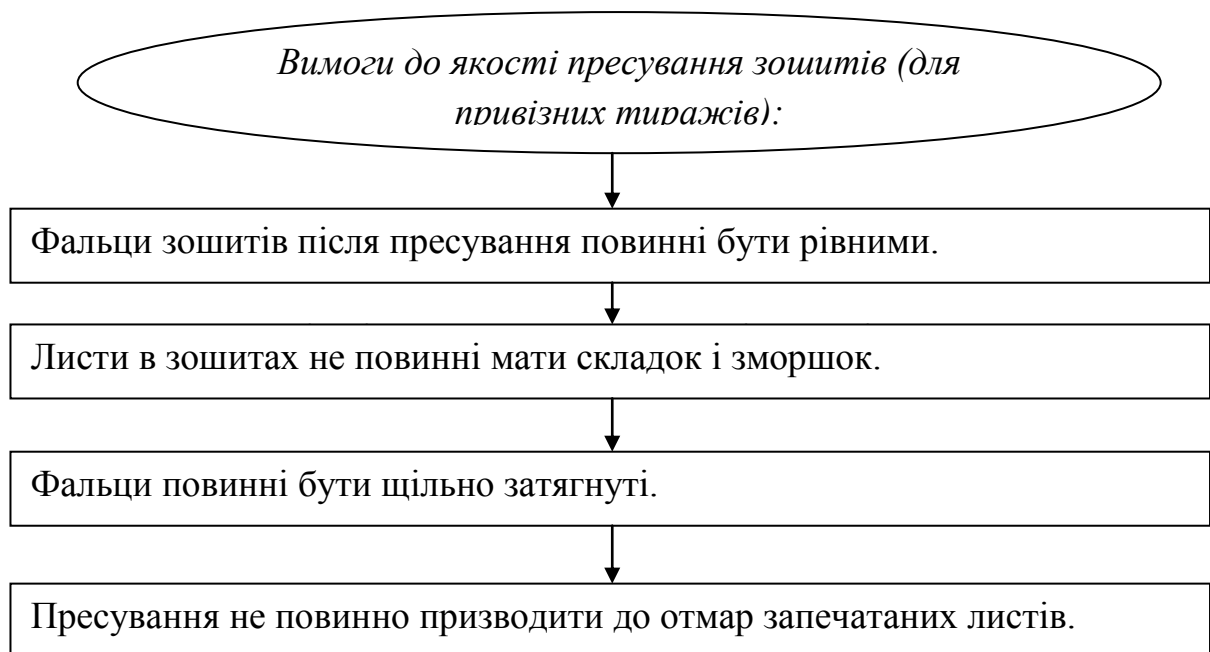 Вимоги до якості пресування зошитів (для
привізних тиражів):
Фальци зошитів після пресування повинні бути рівними.
Листи в зошитах не повинні мати складок і зморшок.
Фальци повинні бути щільно затягнуті.
Пресування не повинно призводити до отмар запечатаних листів.